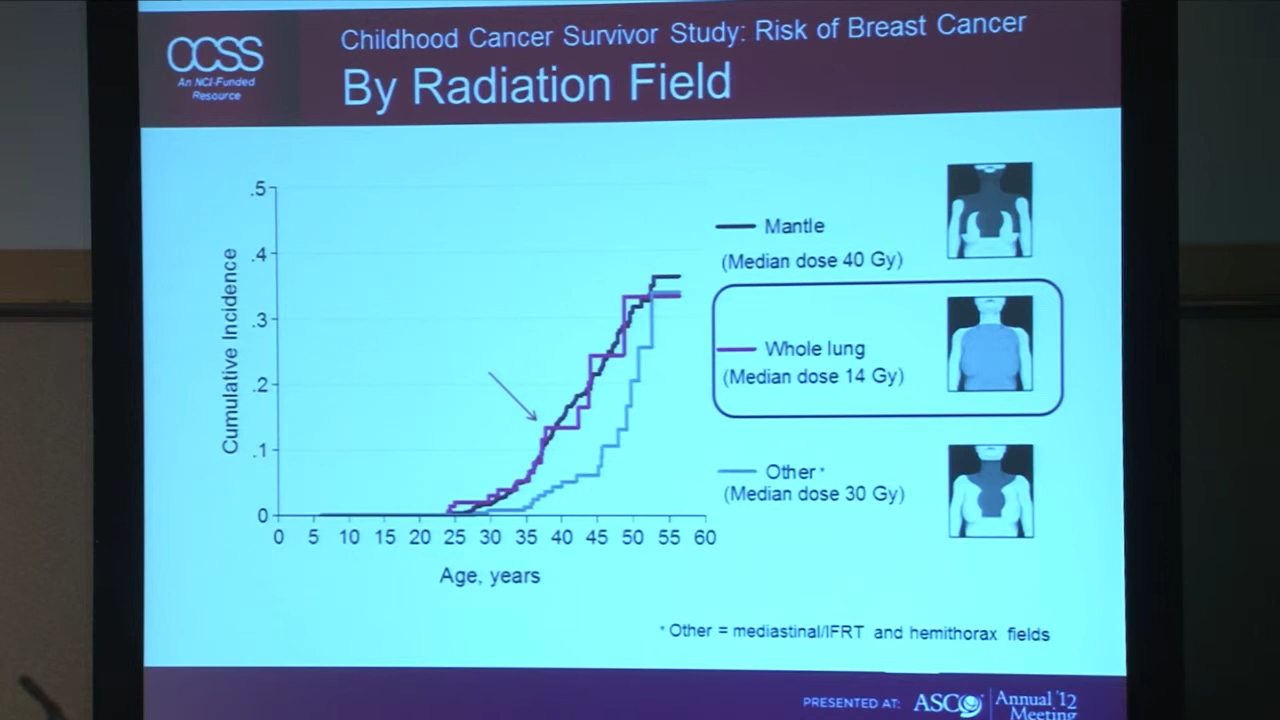 CCSS
An NCI-Funded
Resource
Childhood Cancer Survivor Study: Risk of Breast Cancer
By Radiation Field
.5
.4
.3
.2
.1
0
Cumulative Incidence
0 5 10 15 20 25 30 35 40 45 50 55 60
Age, years
Mantle
(Median dose 40 Gy)
Whole lung
(Median dose 14 Gy)
Other*
(Median dose 30 Gy)
* Other = mediastinal/IFRT and hemithorax fields
PRESENTED AT: ASCO Annual '12
Meeting